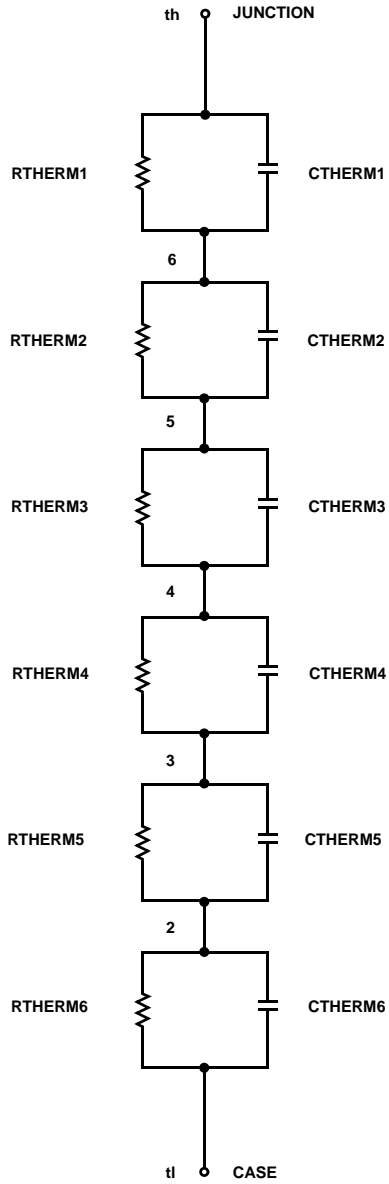 th JUNCTION
RTHERM1 CTHERM1
6
RTHERM2 CTHERM2
5
RTHERM3 CTHERM3
4
RTHERM4 CTHERM4
3
RTHERM5 CTHERM5
2
RTHERM6 CTHERM6
tl CASE